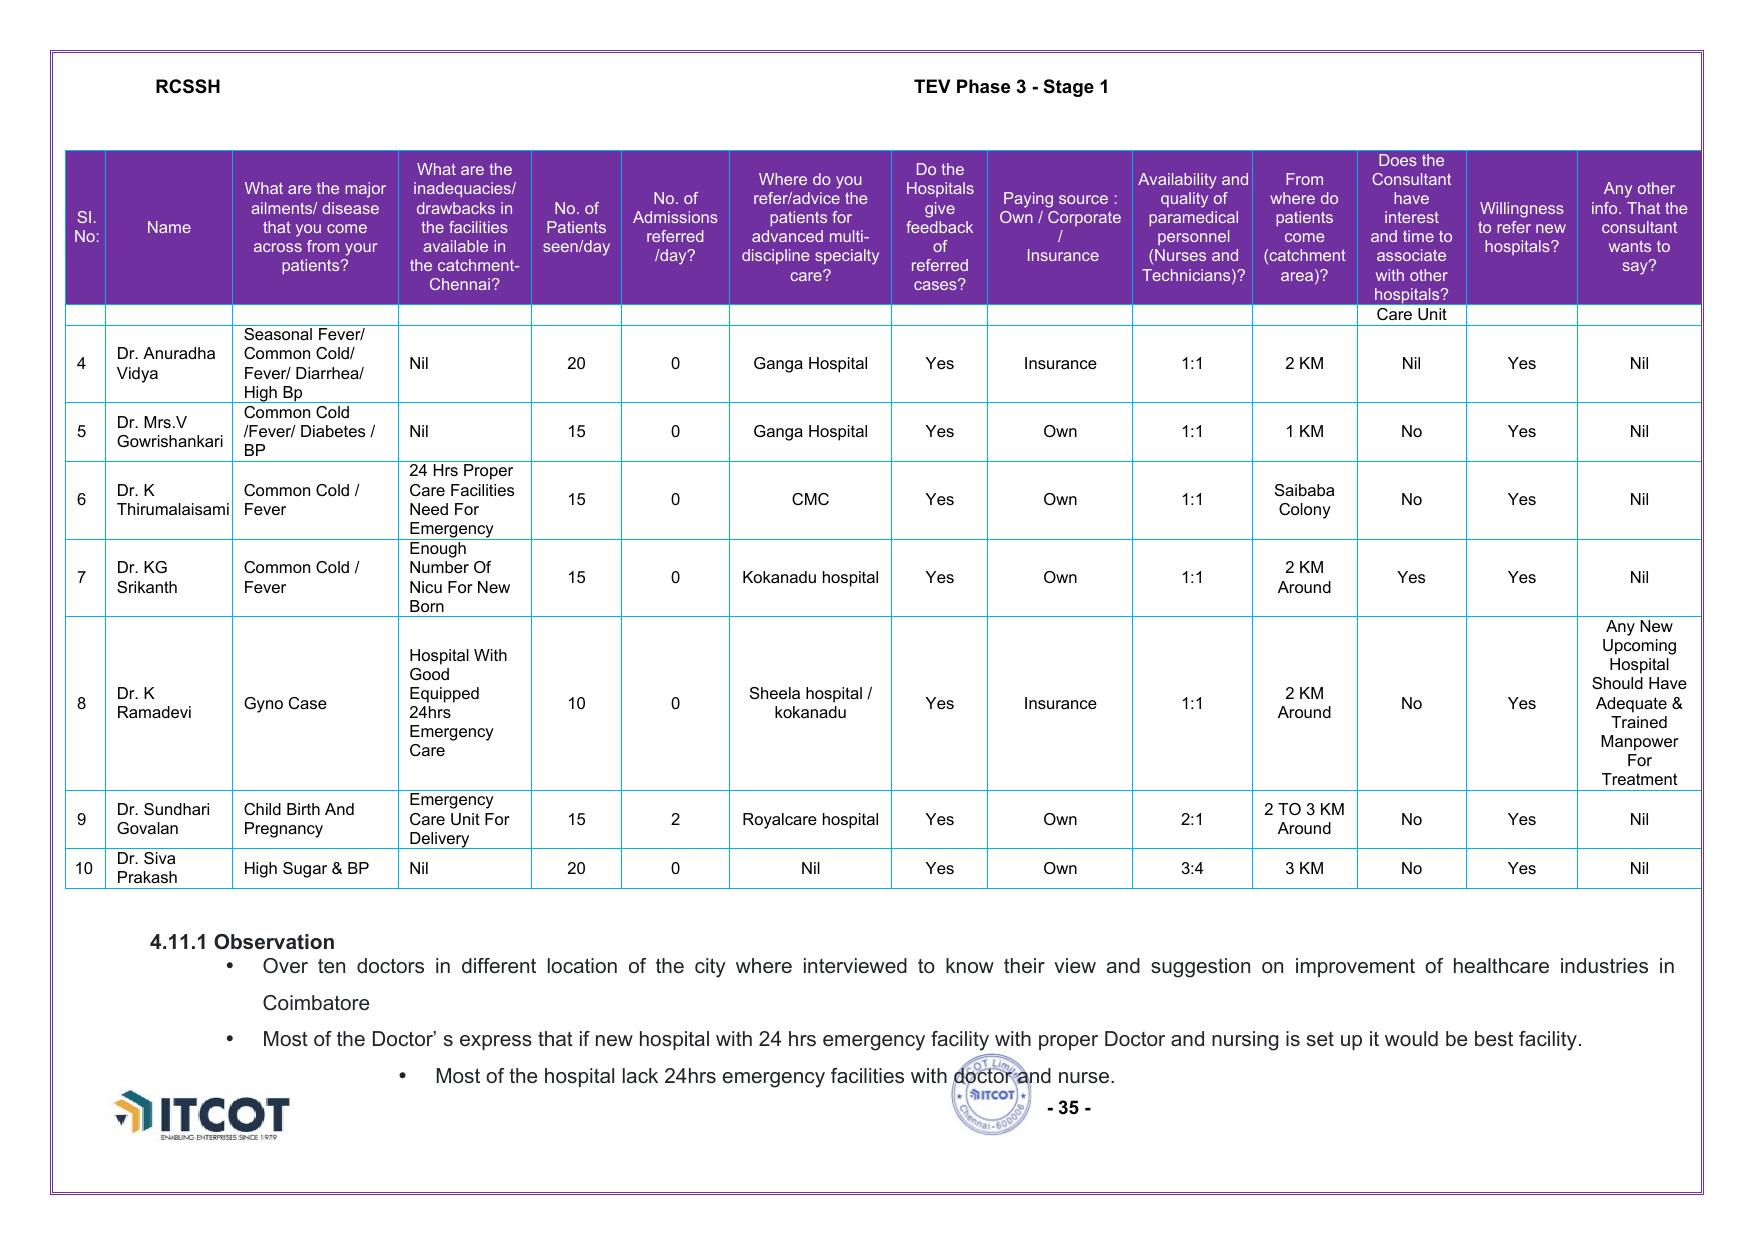 RCSSH
TEV Phase 3 - Stage 1
SI.
No:
Name
What are the major
ailments/ disease
that you come
across from your
patients?
What are the
inadequacies/
drawbacks in
the facilities
available in
the catchment-
Chennai?
No. of
Patients
seen/day
No. of
Admissions
referred
/day?
Where do you
refer/advice the
patients for
advanced multi-
discipline specialty
care?
Do the
Hospitals
give
feedback
of
referred
cases?
Paying source :
Own / Corporate
/
Insurance
Availability and
quality of
paramedical
personnel
(Nurses and
Technicians)?
From
where do
patients
come
(catchment
area)?
Does the
Consultant
have
interest
and time to
associate
with other
hospitals?
Willingness
to refer new
hospitals?
Any other
info. That the
consultant
wants to
say?
Care Unit
4
Dr. Anuradha
Vidya
Seasonal Fever/
Common Cold/
Fever/ Diarrhea/
High Bp
Nil
20
0
Ganga Hospital
Yes
Insurance
1:1
2 KM
Nil
Yes
Nil
5
Dr. Mrs.V
Gowrishankari
Common Cold
/Fever/ Diabetes /
BP
Nil
15
0
Ganga Hospital
Yes
Own
1:1
1 KM
No
Yes
Nil
6
Dr. K
Thirumalaisami
Common Cold /
Fever
24 Hrs Proper
Care Facilities
Need For
Emergency
15
0
CMC
Yes
Own
1:1
Saibaba
Colony
No
Yes
Nil
7
Dr. KG
Srikanth
Common Cold /
Fever
Enough
Number Of
Nicu For New
Born
15
0
Kokanadu hospital
Yes
Own
1:1
2 KM
Around
Yes
Yes
Nil
8
Dr. K
Ramadevi
Gyno Case
Hospital With
Good
Equipped
24hrs
Emergency
Care
10
0
Sheela hospital /
kokanadu
Yes
Insurance
1:1
2 KM
Around
No
Yes
Any New
Upcoming
Hospital
Should Have
Adequate &
Trained
Manpower
For
Treatment
9
Dr. Sundhari
Govalan
Child Birth And
Pregnancy
Emergency
Care Unit For
Delivery
15
2
Royalcare hospital
Yes
Own
2:1
2 TO 3 KM
Around
No
Yes
Nil
10
Dr. Siva
Prakash
High Sugar & BP
Nil
20
0
Nil
Yes
Own
3:4
3 KM
No
Yes
Nil
4.11.1 Observation
• Over ten doctors in different location of the city where interviewed to know their view and suggestion on improvement of healthcare industries in
Coimbatore
• Most of the Doctor’ s express that if new hospital with 24 hrs emergency facility with proper Doctor and nursing is set up it would be best facility.
• Most of the hospital lack 24hrs emergency facilities with doctor and nurse.
ITCOT
ENABLING ENTERPRISES SINCE 1979
ITCOT Limited
ITCOT
Chennai-600006
- 35 -